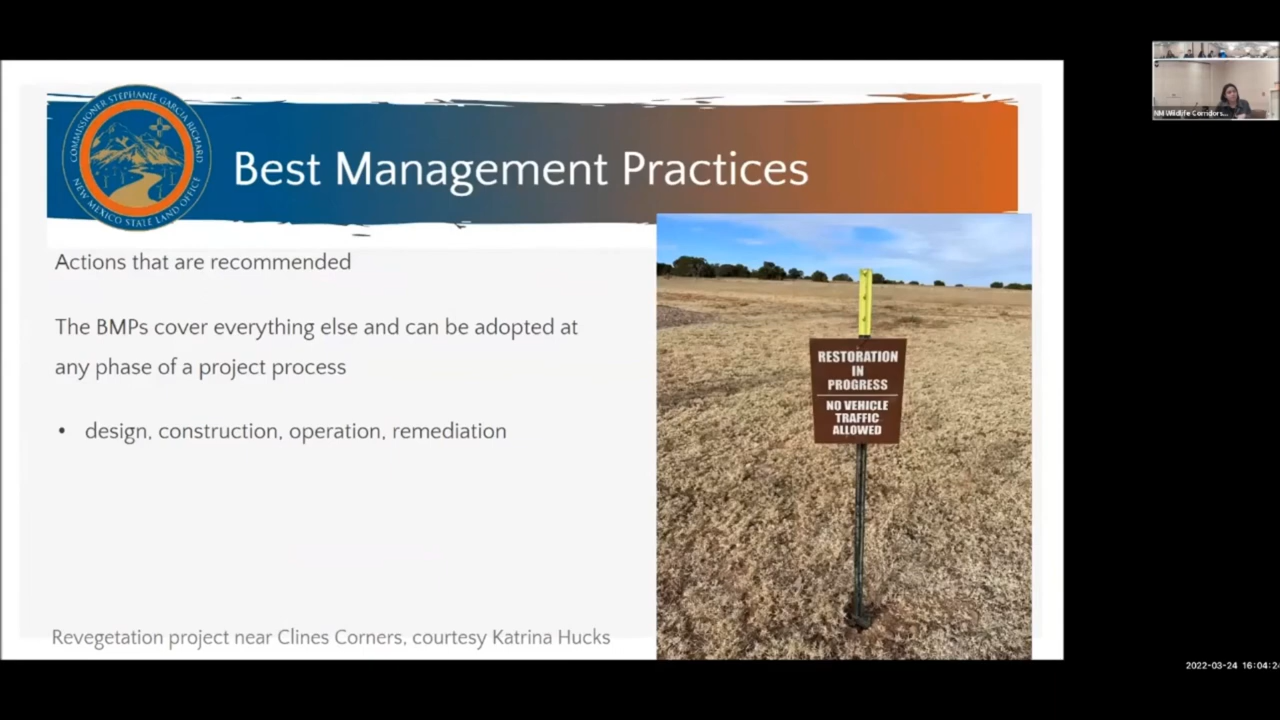 COMMISSIONER STEPHANIE GARCIA RICHARD
NEW MEXICO STATE LAND OFFICE
Best Management Practices
Actions that are recommended
The BMPs cover everything else and can be adopted at
any phase of a project process
• design, construction, operation, remediation
RESTORATION
IN
PROGRESS
NO VEHICLE
TRAFFIC
ALLOWED
Revegetation project near Clines Corners, courtesy Katrina Hucks
NM Wildlife Corridors...
2022-03-24 16:04:24